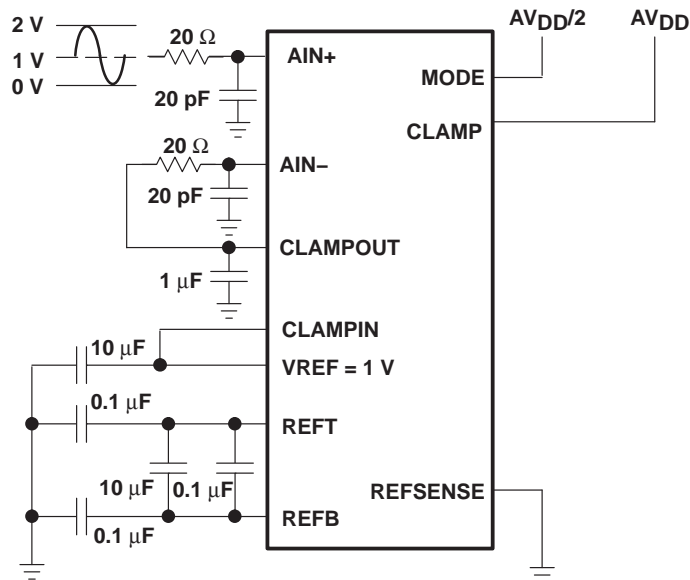 AVDD/2 AVDD
2 V
1 V
0 V
20 Ω
AIN+
MODE
20 pF
CLAMP
20 Ω
AIN–
20 pF
CLAMPOUT
1 μF
CLAMPIN
10 μF
VREF = 1 V
0.1 μF
REFT
10 μF
0.1 μF
REFSENSE
REFB
0.1 μF